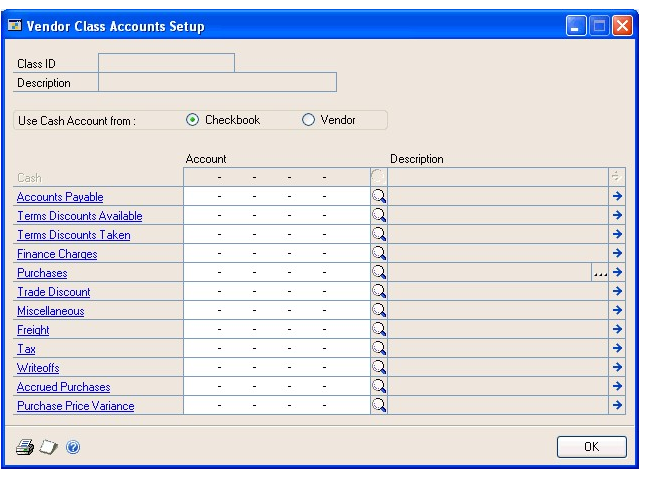 Vendor Class Accounts Setup
Class ID
Description
Use Cash Account from :   Checkbook   Vendor
Account   Description
Cash   -   -   -   -
Accounts Payable   -   -   -   -
Terms Discounts Available   -   -   -   -
Terms Discounts Taken   -   -   -   -
Finance Charges   -   -   -   -
Purchases   -   -   -   -   ...
Trade Discount   -   -   -   -
Miscellaneous   -   -   -   -
Freight   -   -   -   -
Tax   -   -   -   -
Writeoffs   -   -   -   -
Accrued Purchases   -   -   -   -
Purchase Price Variance   -   -   -   -
OK